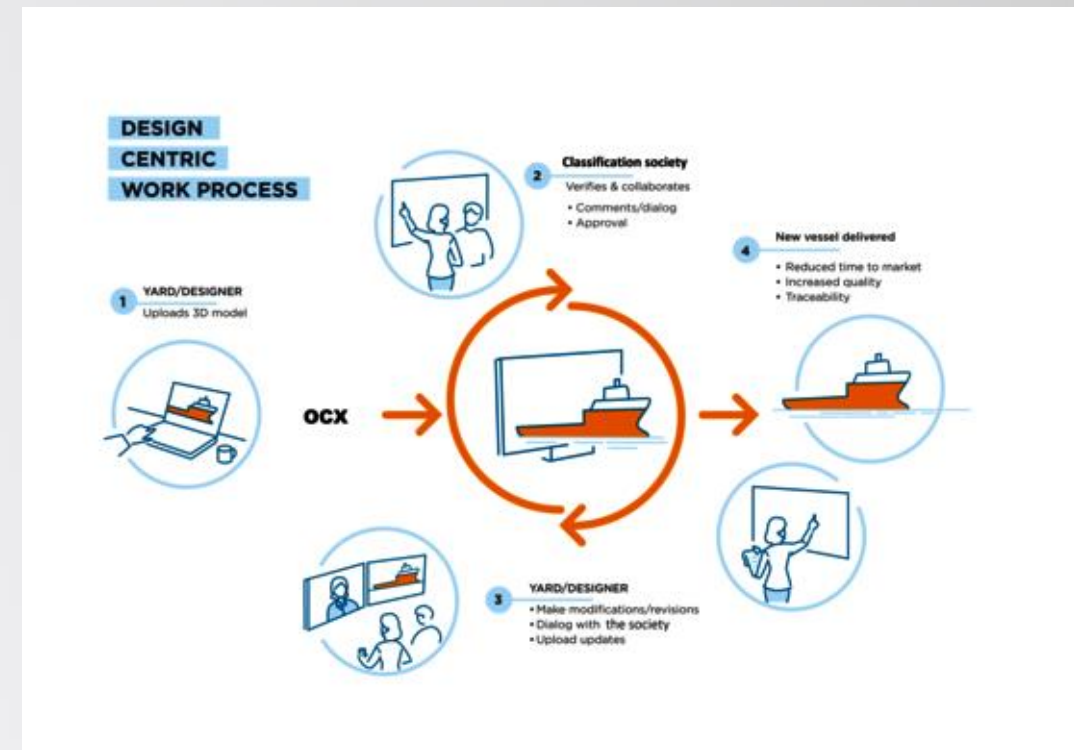 DESIGN
CENTRIC
WORK PROCESS
1
YARD/DESIGNER
Uploads 3D model
OCX
2
Classification society
Verifies & collaborates
• Comments/dialog
• Approval
3
YARD/DESIGNER
• Make modifications/revisions
• Dialog with the society
• Upload updates
4
New vessel delivered
• Reduced time to market
• Increased quality
• Traceability